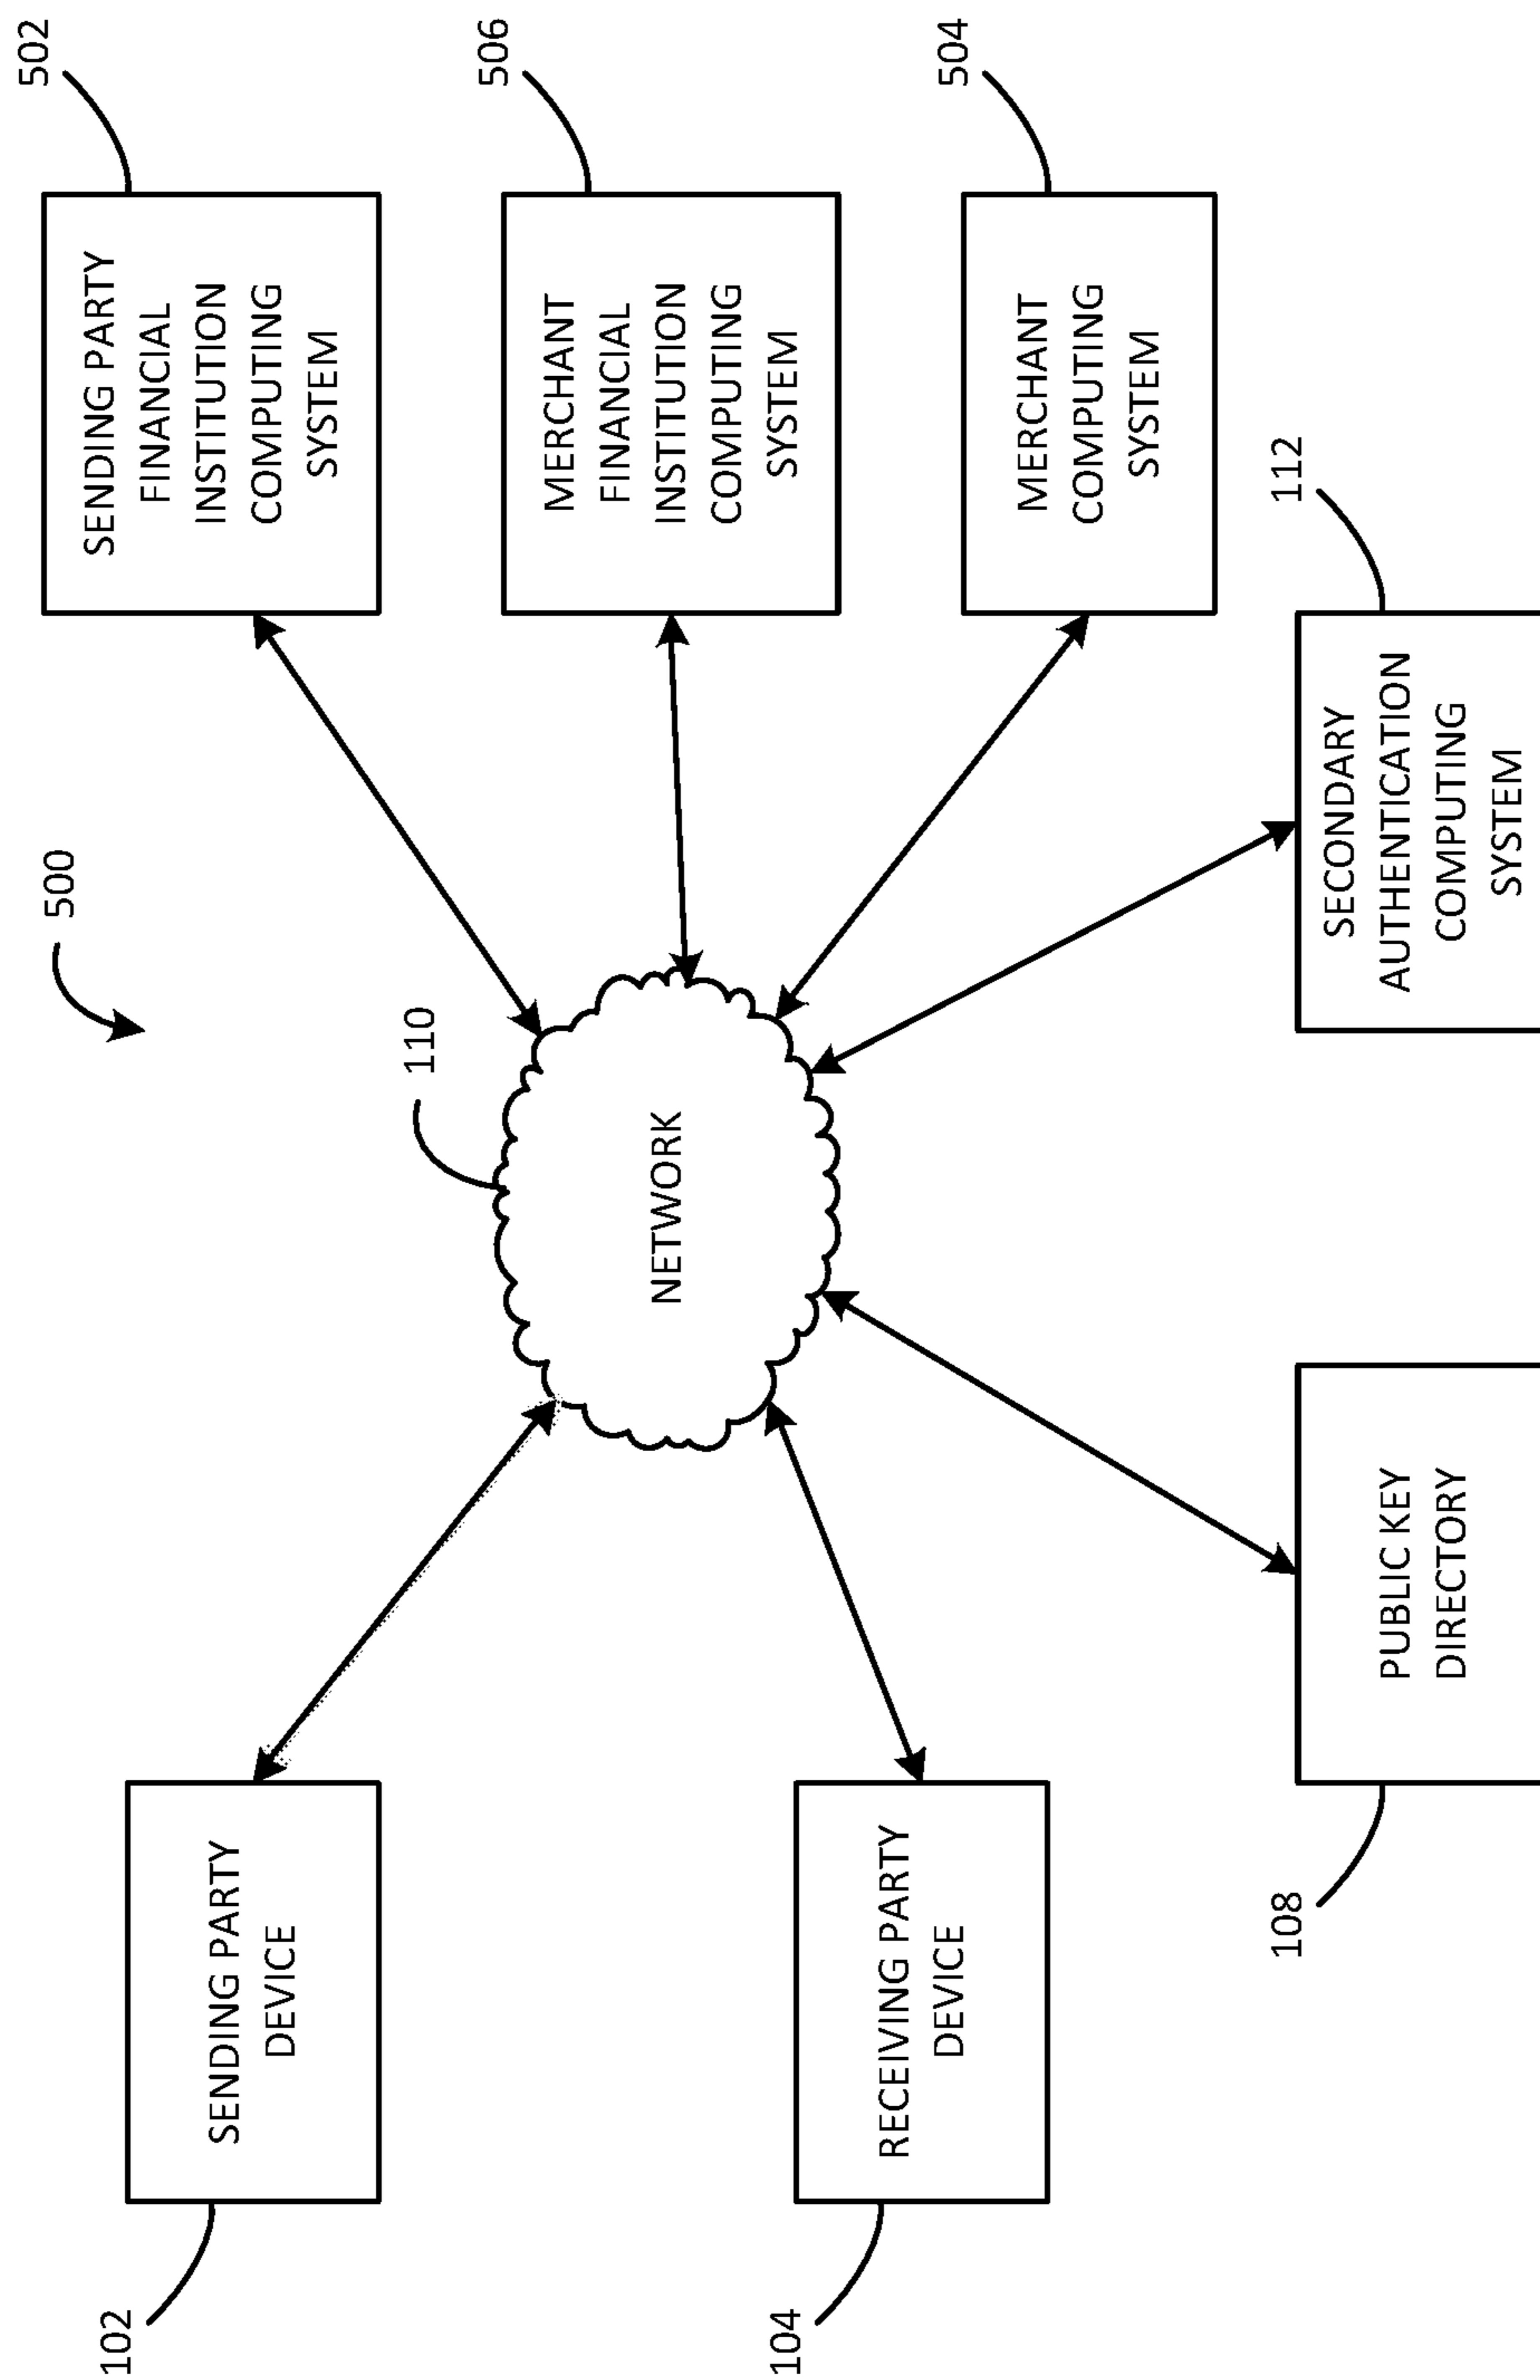 500
502
SENDING PARTY
FINANCIAL
INSTITUTION
COMPUTING
SYSTEM
102
SENDING PARTY
DEVICE
110
NETWORK
506
MERCHANT
FINANCIAL
INSTITUTION
COMPUTING
SYSTEM
104
RECEIVING PARTY
DEVICE
504
MERCHANT
COMPUTING
SYSTEM
108
PUBLIC KEY
DIRECTORY
112
SECONDARY
AUTHENTICATION
COMPUTING
SYSTEM